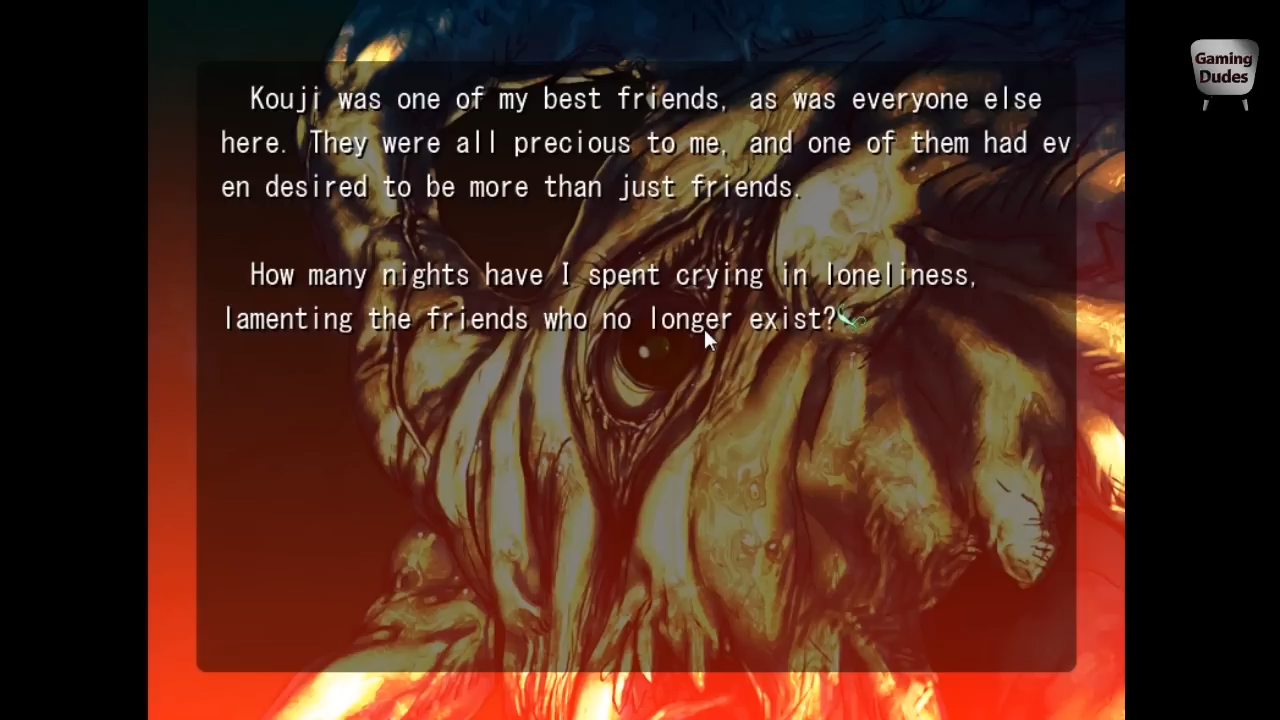 Kouji was one of my best friends, as was everyone else
here. They were all precious to me, and one of them had ev
en desired to be more than just friends.
How many nights have I spent crying in loneliness,
lamenting the friends who no longer exist?
Gaming
Dudes